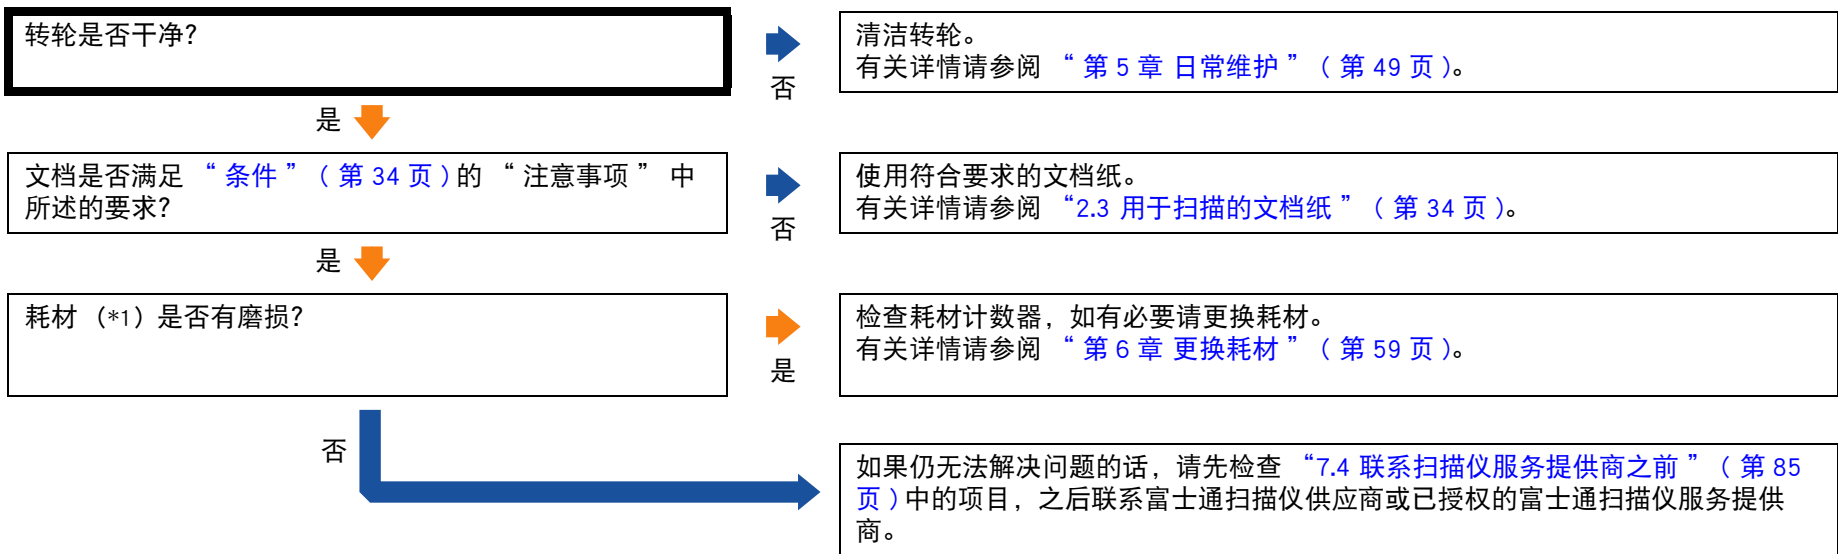 转轮是否干净?
否
清洁转轮。
有关详情请参阅 “ 第 5 章 日常维护 ” ( 第 49 页 )。
是
文档是否满足 “ 条件 ” ( 第 34 页 ) 的 “ 注意事项 ” 中
所述的要求?
否
使用符合要求的文档纸。
有关详情请参阅 “2.3 用于扫描的文档纸 ” ( 第 34 页 )。
是
耗材 (*1) 是否有磨损?
是
检查耗材计数器, 如有必要请更换耗材。
有关详情请参阅 “ 第 6 章 更换耗材 ” ( 第 59 页 )。
否
如果仍无法解决问题的话, 请先检查 “7.4 联系扫描仪服务提供商之前 ” ( 第 85
页 ) 中的项目, 之后联系富士通扫描仪供应商或已授权的富士通扫描仪服务提供
商。